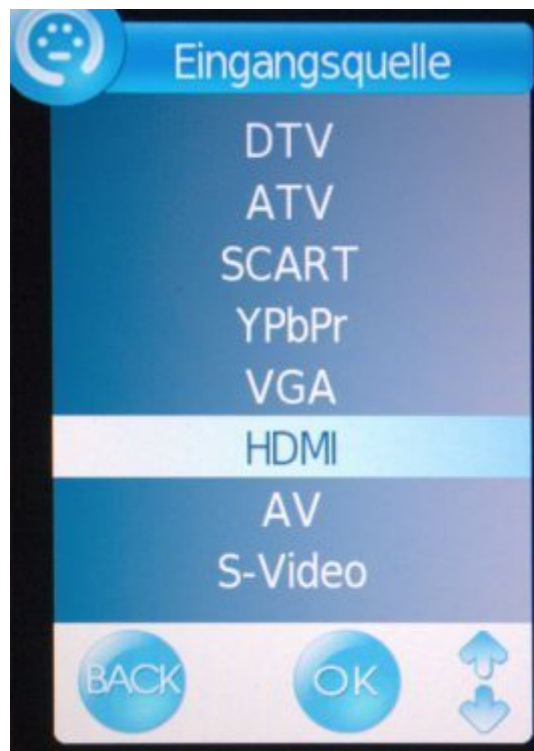 Eingangsquelle
DTV
ATV
SCART
YPbPr
VGA
HDMI
AV
S-Video
BACK OK